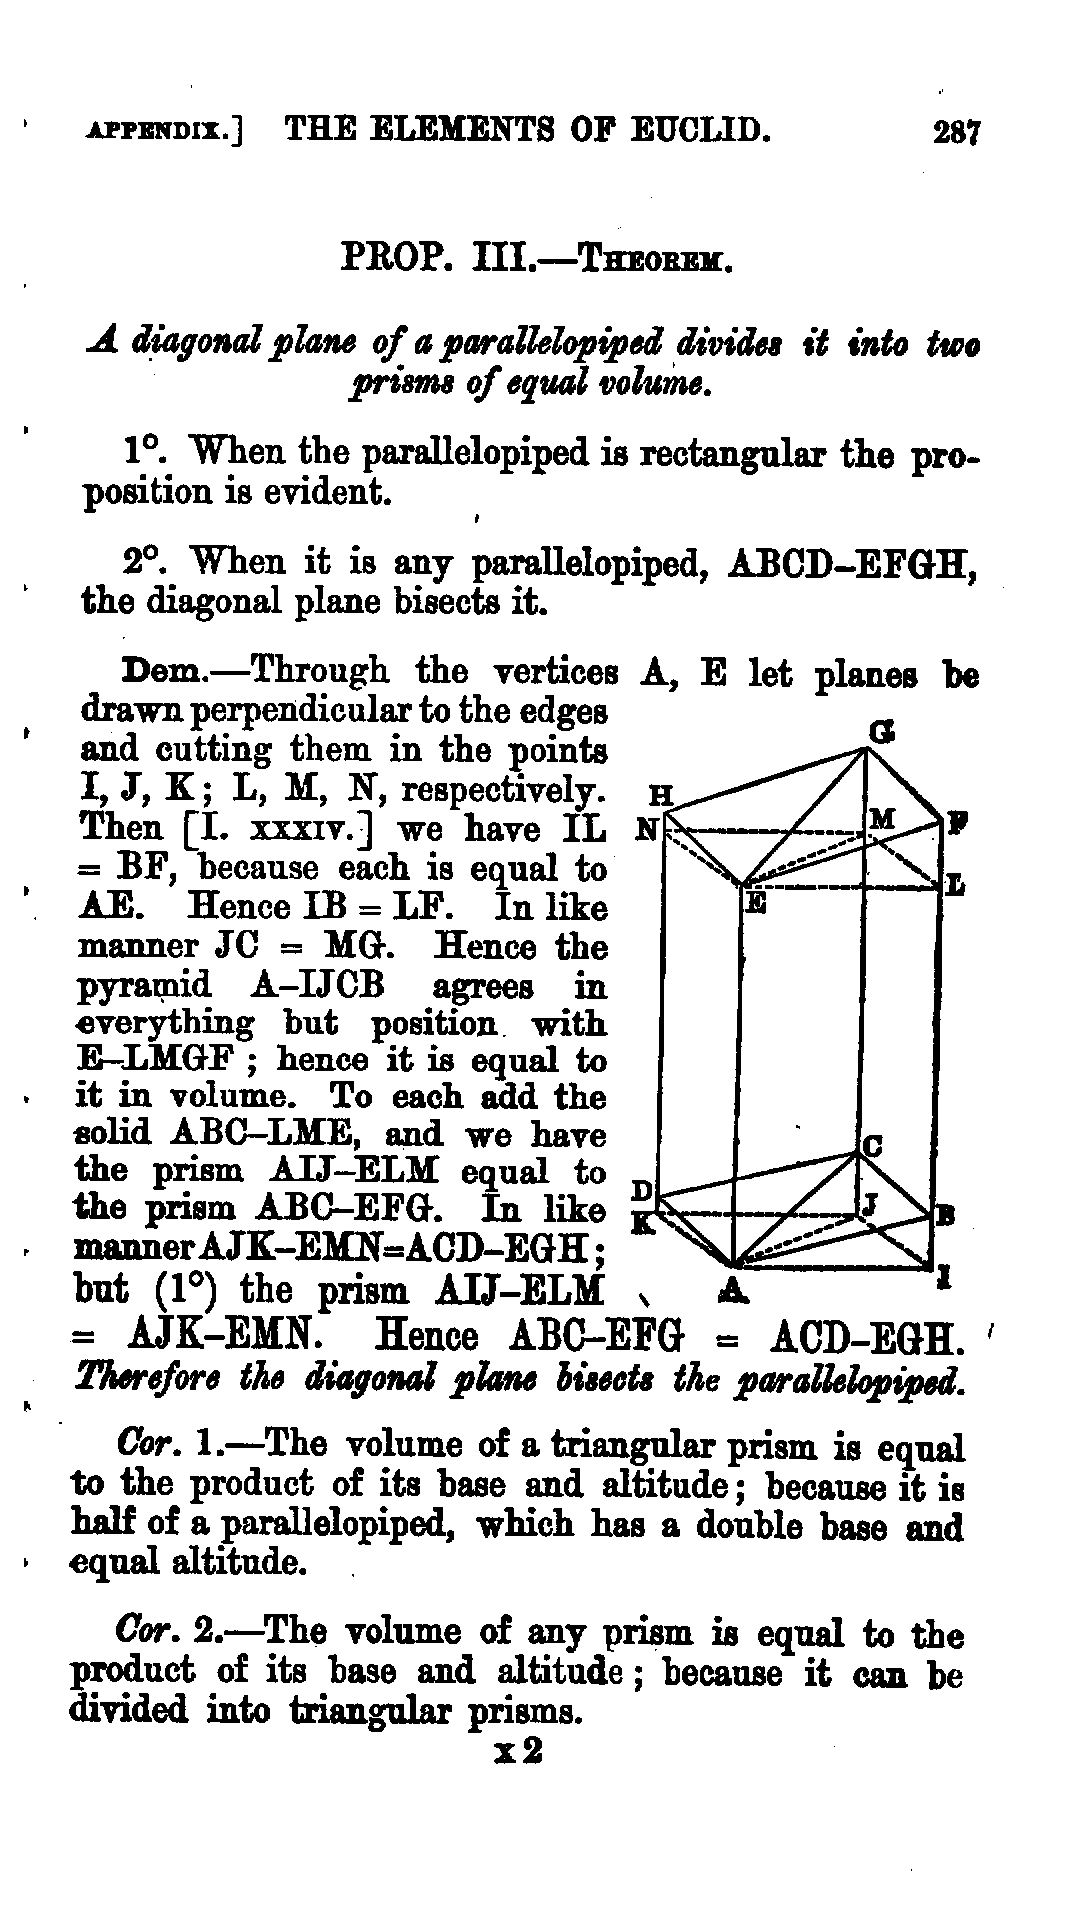 APPENDIX.] THE ELEMENTS OF EUCLID. 287
PROP. III.—THEOREM.
A diagonal plane of a parallelopiped divides it into two
prisms of equal volume.
1°. When the parallelopiped is rectangular the pro-
position is evident.
2°. When it is any parallelopiped, ABCD–EFGH,
the diagonal plane bisects it.
Dem.—Through the vertices A, E let planes be
drawn perpendicular to the edges
and cutting them in the points
I, J, K; L, M, N, respectively.
Then [I. XXXIV.] we have IL
= BF, because each is equal to
AE. Hence IB = LF. In like
manner JC = MG. Hence the
pyramid A–IJCB agrees in
everything but position with
E–LMGF; hence it is equal to
it in volume. To each add the
solid ABC–LME, and we have
the prism AIJ–ELM equal to
the prism ABC–EFG. In like
manner AJK–EMN=ACD–EGH;
but (1°) the prism AIJ–ELM
= AJK–EMN. Hence ABC–EFG = ACD–EGH.
Therefore the diagonal plane bisects the parallelopiped.
G
H
N
M
F
L
E
C
D
K
J
B
A
I
Cor. 1.—The volume of a triangular prism is equal
to the product of its base and altitude; because it is
half of a parallelopiped, which has a double base and
equal altitude.
Cor. 2.—The volume of any prism is equal to the
product of its base and altitude; because it can be
divided into triangular prisms.
x 2